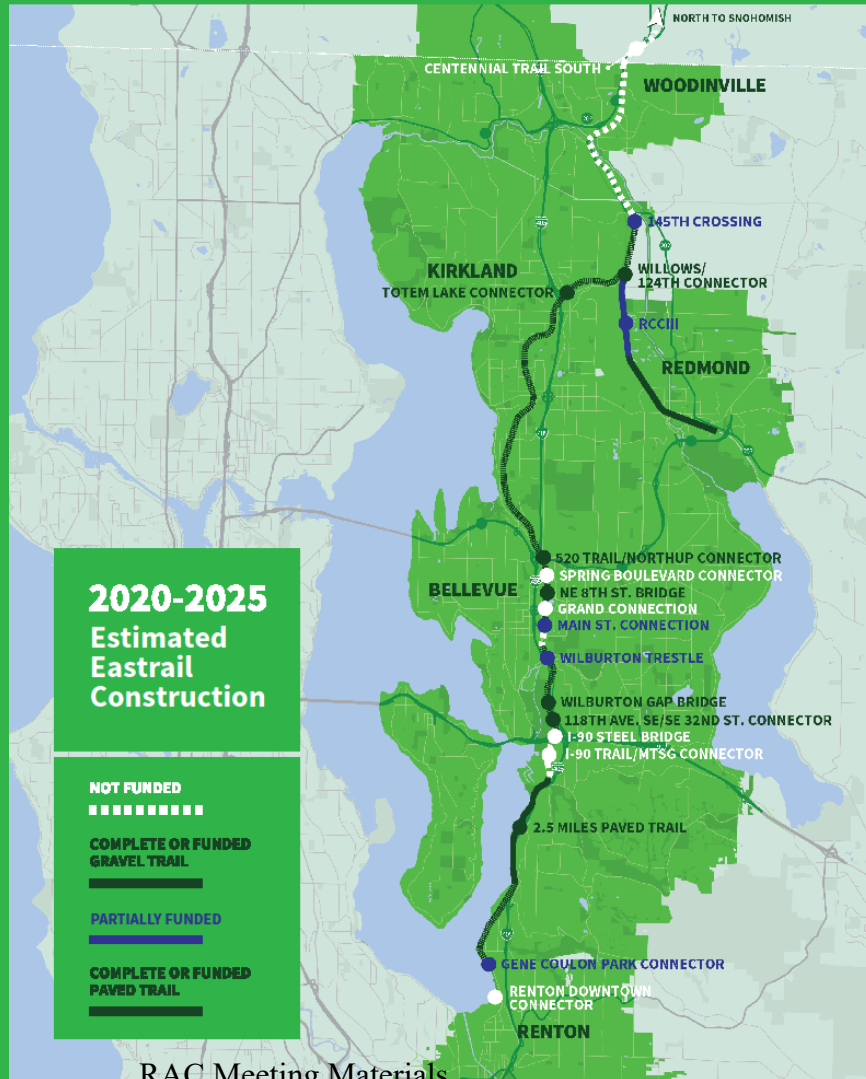 NORTH TO SNOHOMISH
CENTENNIAL TRAIL SOUTH
WOODINVILLE
202
405
145TH CROSSING
202
KIRKLAND
WILLOWS/
124TH CONNECTOR
TOTEM LAKE CONNECTOR
RCCIII
REDMOND
520 TRAIL/NORTHUP CONNECTOR
SPRING BOULEVARD CONNECTOR
BELLEVUE
NE 8TH ST. BRIDGE
GRAND CONNECTION
MAIN ST. CONNECTION
WILBURTON TRESTLE
WILBURTON GAP BRIDGE
118TH AVE. SE/SE 32ND ST. CONNECTOR
I-90 STEEL BRIDGE
I-90 TRAIL/MTSG CONNECTOR
2.5 MILES PAVED TRAIL
GENE COULON PARK CONNECTOR
RENTON DOWNTOWN
CONNECTOR
RENTON
2020-2025
Estimated
Eastrail
Construction
NOT FUNDED
COMPLETE OR FUNDED
GRAVEL TRAIL
PARTIALLY FUNDED
COMPLETE OR FUNDED
PAVED TRAIL
RAC Meeting Materials